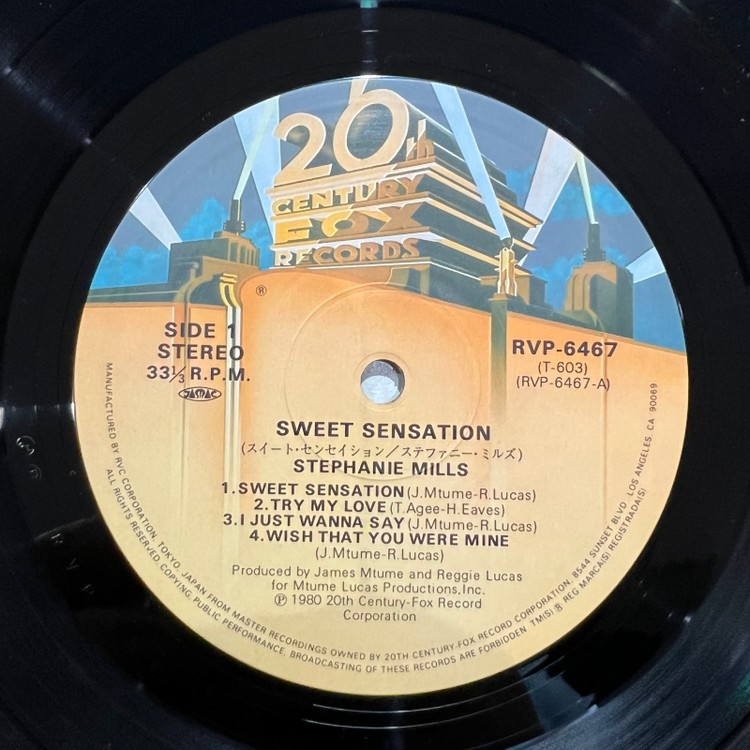 20th
CENTURY
FOX
RECORDS
®
SIDE 1
STEREO
33⅓ R.P.M.
JASRAC
RVP-6467
(T-603)
(RVP-6467-A)
SWEET SENSATION
(スイート・センセイション／ステファニー・ミルズ)
STEPHANIE MILLS
1.SWEET SENSATION (J.Mtume-R.Lucas)
2.TRY MY LOVE (T.Agee-H.Eaves)
3.I JUST WANNA SAY (J.Mtume-R.Lucas)
4.WISH THAT YOU WERE MINE
(J.Mtume-R.Lucas)
Produced by James Mtume and Reggie Lucas
for Mtume Lucas Productions,Inc.
℗ 1980 20th Century-Fox Record
Corporation
MANUFACTURED BY RVC CORPORATION, TOKYO, JAPAN FROM MASTER RECORDINGS OWNED BY 20TH CENTURY-FOX RECORD CORPORATION, 8544 SUNSET BLVD LOS ANGELES, CA 90069
ALL RIGHTS RESERVED. COPYING, PUBLIC PERFORMANCE, BROADCASTING OF THESE RECORDS ARE FORBIDDEN TM(S) ® REG MARCA(S) REGISTRADA(S)